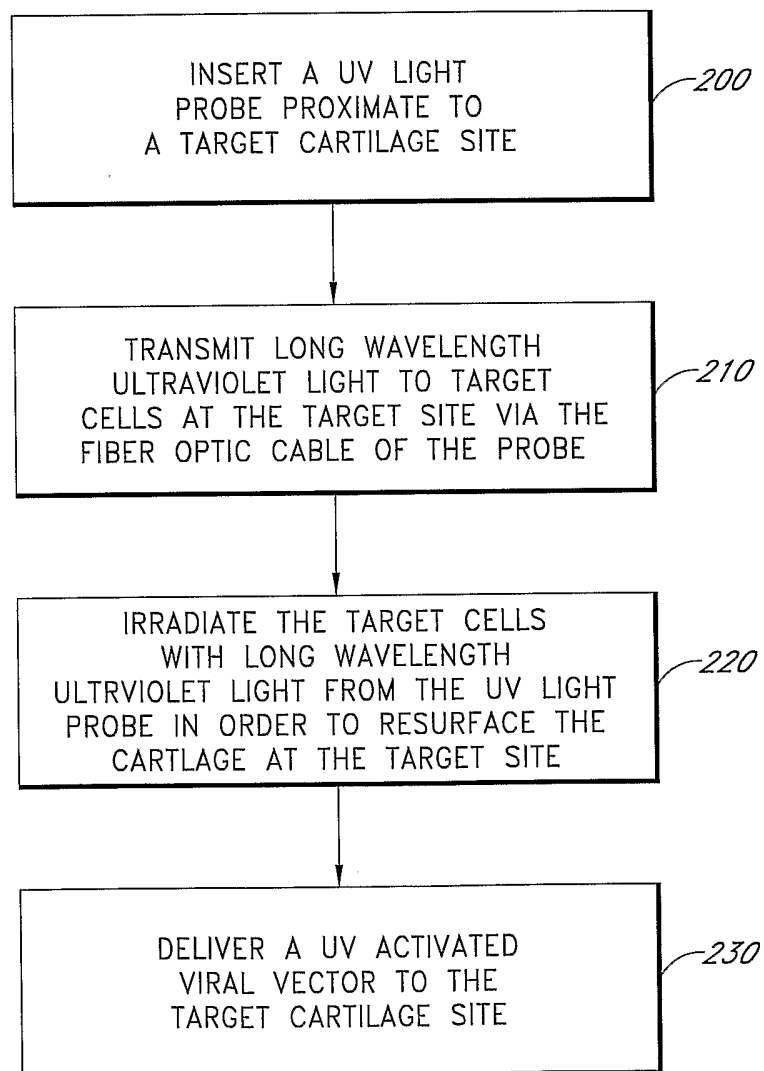 INSERT A UV LIGHT
PROBE PROXIMATE TO
A TARGET CARTILAGE SITE
200
TRANSMIT LONG WAVELENGTH
ULTRAVIOLET LIGHT TO TARGET
CELLS AT THE TARGET SITE VIA THE
FIBER OPTIC CABLE OF THE PROBE
210
IRRADIATE THE TARGET CELLS
WITH LONG WAVELENGTH
ULTRVIOLET LIGHT FROM THE UV LIGHT
PROBE IN ORDER TO RESURFACE THE
CARTLAGE AT THE TARGET SITE
220
DELIVER A UV ACTIVATED
VIRAL VECTOR TO THE
TARGET CARTILAGE SITE
230